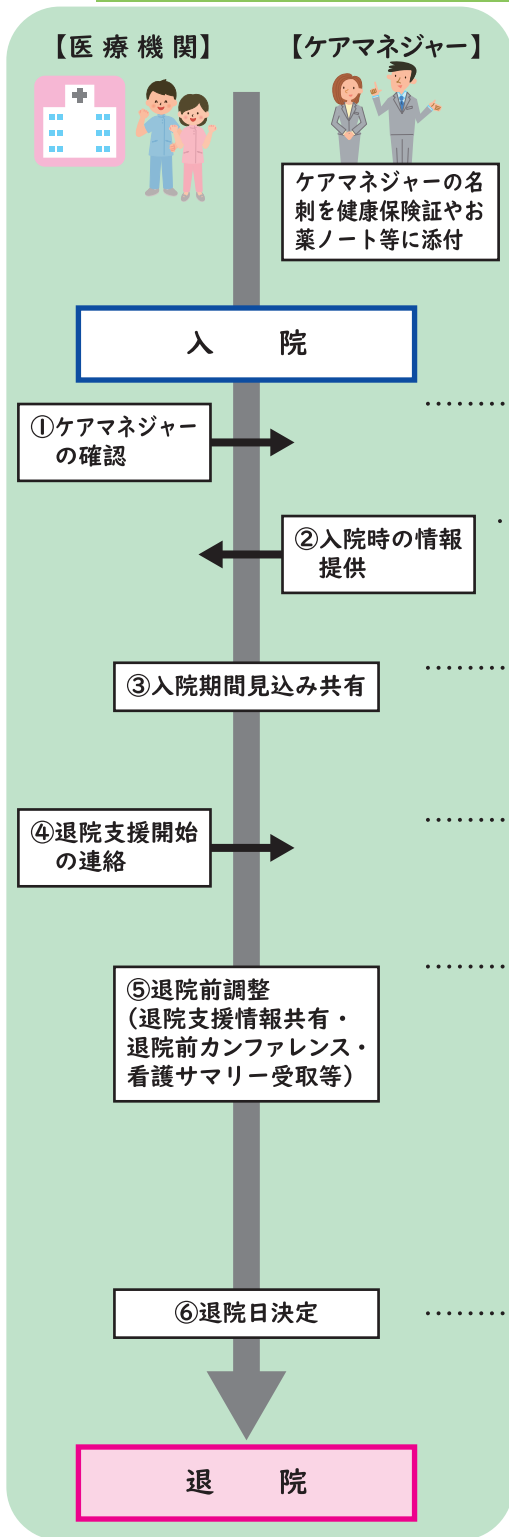 【医療機関】
【ケアマネジャー】
ケアマネジャーの名
刺を健康保険証やお
薬ノート等に添付
入 院
①ケアマネジャー
の確認
②入院時の情報
提供
③入院期間見込み共有
④退院支援開始
の連絡
⑤退院前調整
(退院支援情報共有・
退院前カンファレンス・
看護サマリー受取等)
⑥退院日決定
退 院